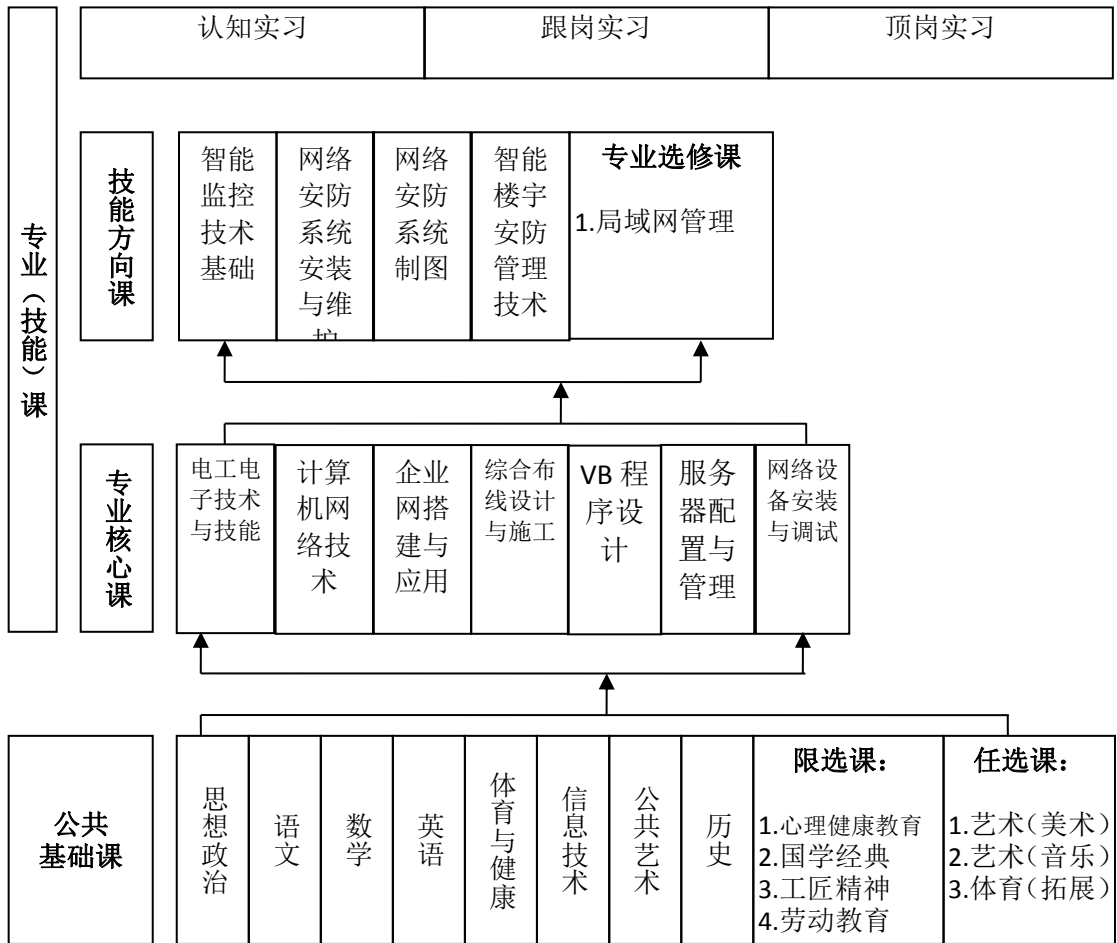 认知实习
跟岗实习
顶岗实习
专业（技能）课
技能方向课
智能
监控
技术
基础
网络
安防
系统
安装
与维
网络
安防
系统
制图
智能
楼宇
安防
管理
技术
专业选修课
1.局域网管理
专业核心课
电工电
子技术
与技能
计算
机网
络技
术
企业
网搭
建与
应用
综合布
线设计
与施工
VB 程
序设
计
服务
器配
置与
管理
网络设
备安装
与调试
公共
基础课
思想政治
语文
数学
英语
体育与健康
信息技术
公共艺术
历史
限选课：
1.心理健康教育
2.国学经典
3.工匠精神
4.劳动教育
任选课：
1.艺术（美术）
2.艺术（音乐）
3.体育（拓展）